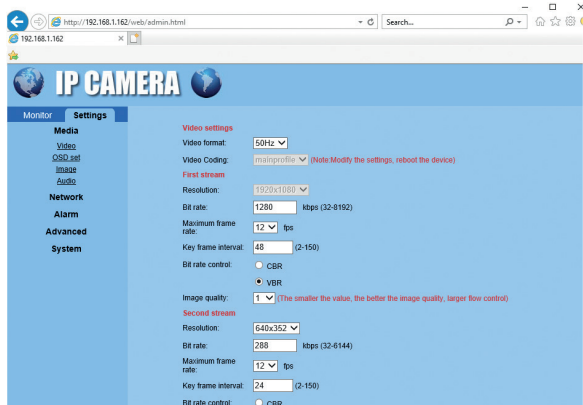 http://192.168.1.162/web/admin.html
Search...
192.168.1.162
IP CAMERA
Monitor Settings
Media
Video
OSD set
Image
Audio
Network
Alarm
Advanced
System
Video settings
Video format: 50Hz
Video Coding: mainprofile (Note:Modify the settings, reboot the device)
First stream
Resolution: 1920x1080
Bit rate: 1280 kbps (32-8192)
Maximum frame
rate: 12 fps
Key frame interval: 48 (2-150)
Bit rate control: CBR
VBR
Image quality: 1 (The smaller the value, the better the image quality, larger flow control)
Second stream
Resolution: 640x352
Bit rate: 288 kbps (32-6144)
Maximum frame
rate: 12 fps
Key frame interval: 24 (2-150)
Bit rate control: CBR